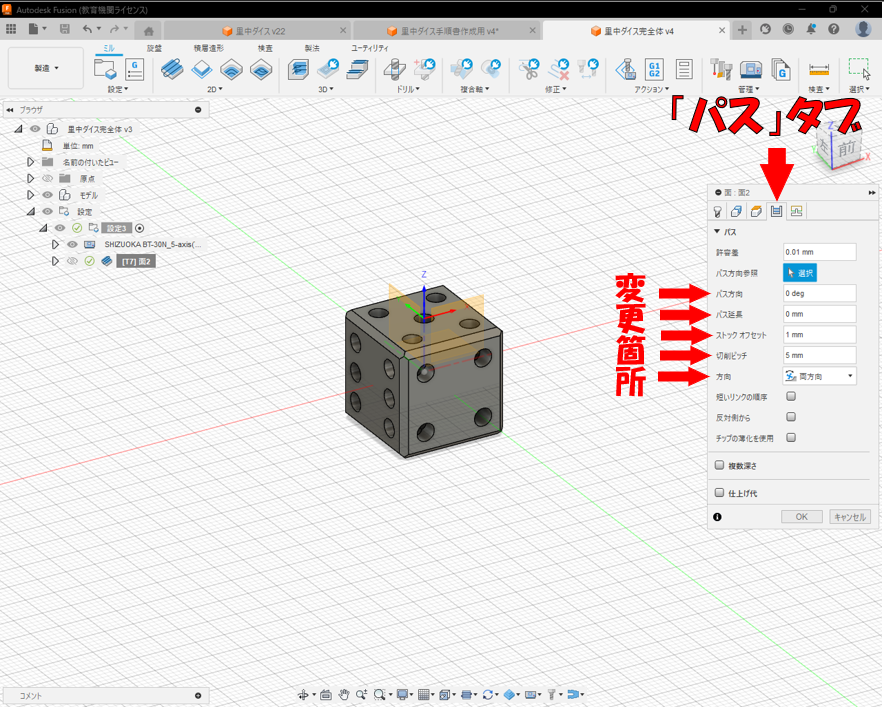 Autodesk Fusion (教育機関ライセンス)
里中ダイス v22
里中ダイス手順書作成用 v4*
里中ダイス完全体 v4
製造
ミル
旋盤
積層造形
検査
製法
ユーティリティ
設定
2D
3D
ドリル
複合軸
修正
アクション
管理
検査
選択
G
G1
G2
G
ブラウザ
里中ダイス完全体 v3
単位: mm
名前の付いたビュー
原点
モデル
設定
設定3
SHIZUOKA BT-30N_5-axis(...
[T7] 面2
「パス」タブ
Z
前
X
Z
面 : 面2
パス
許容差
0.01 mm
パス方向参照
選択
パス方向
0 deg
パス延長
0 mm
ストック オフセット
1 mm
切削ピッチ
5 mm
方向
両方向
短いリンクの順序
反対側から
チップの薄化を使用
複数深さ
仕上げ代
OK
キャンセル
変更箇所
コメント